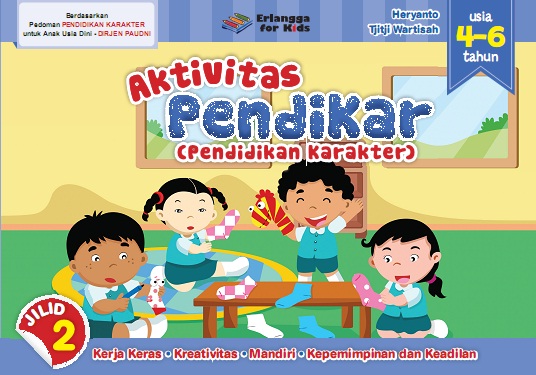 Berdasarkan
Pedoman PENDIDIKAN KARAKTER
untuk Anak Usia Dini - DIRJEN PAUDNI
Erlangga
for Kids
Heryanto
Tjitji Wartisah
usia
4-6
tahun
Aktivitas
Pendikar
(Pendidikan Karakter)
JILID
2
Kerja Keras • Kreativitas • Mandiri • Kepemimpinan dan Keadilan